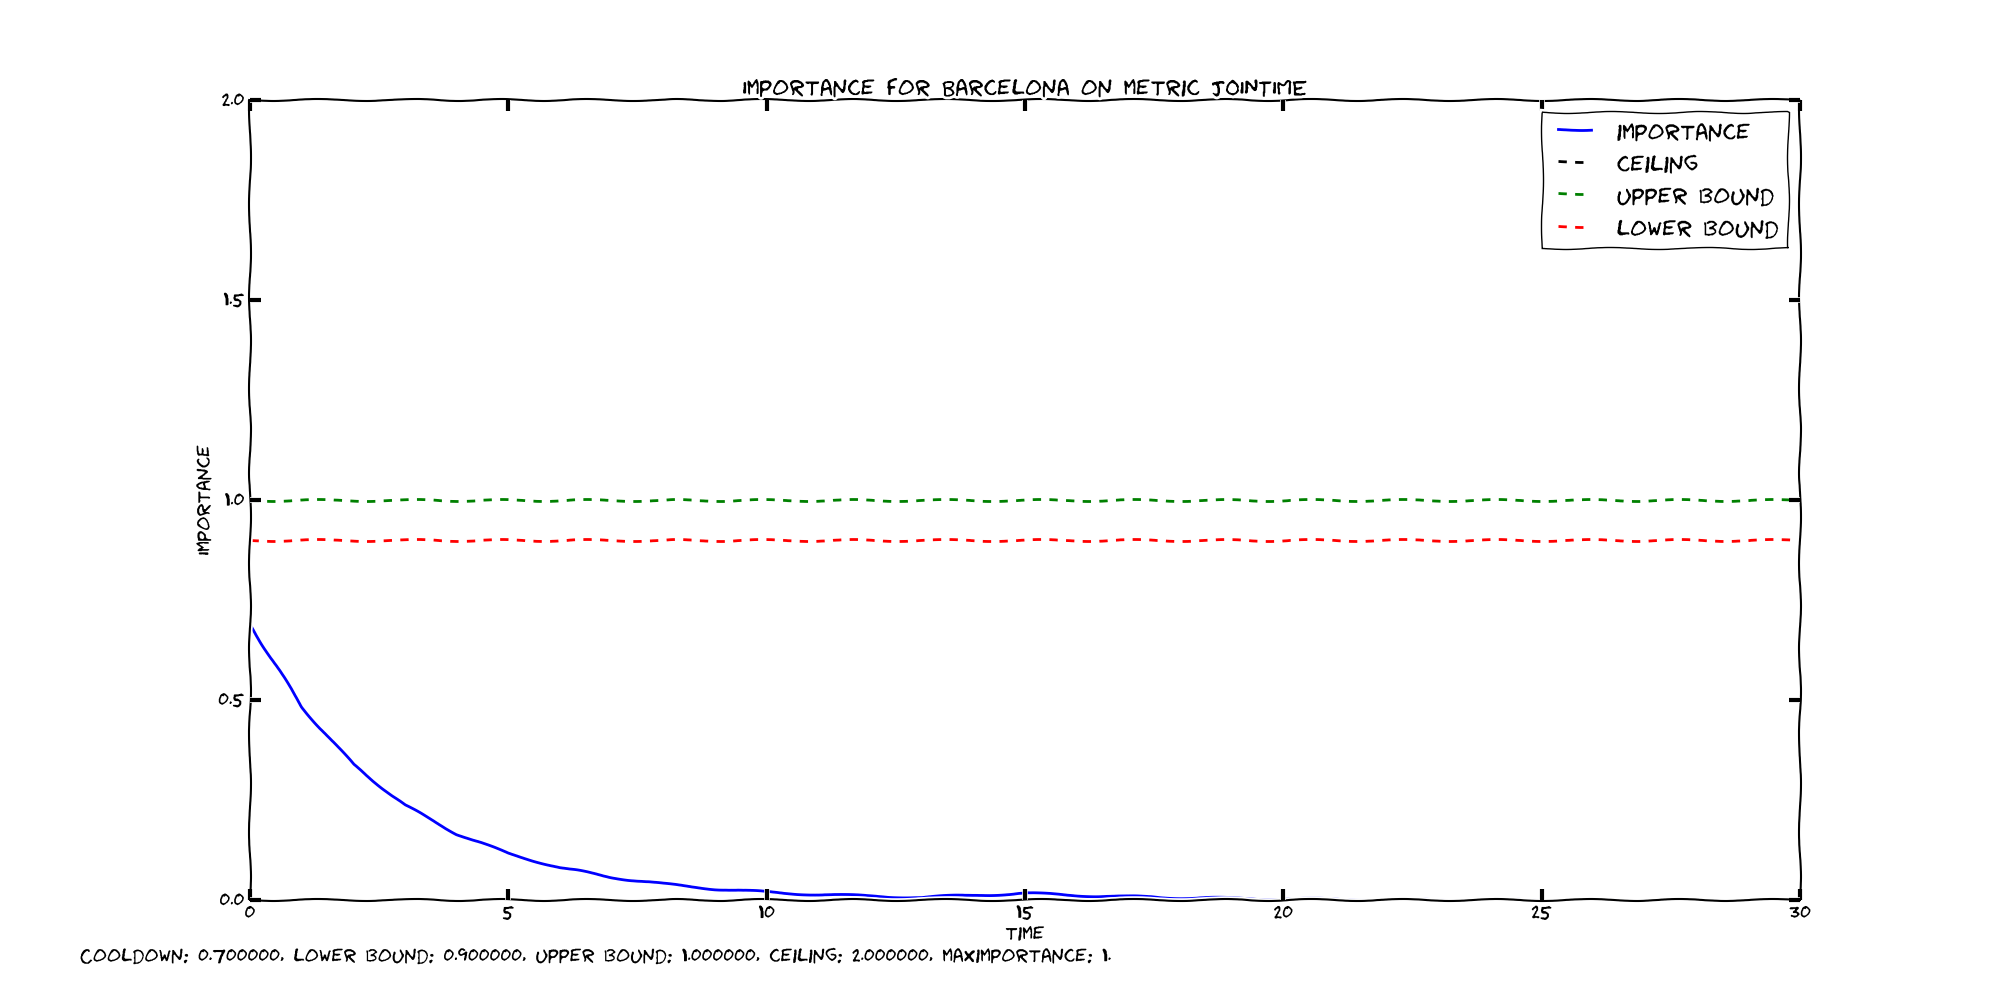 IMPORTANCE FOR BARCELONA ON METRIC JOINTIME
2.0
1.5
1.0
0.5
0.0
IMPORTANCE
IMPORTANCE
CEILING
UPPER BOUND
LOWER BOUND
0 5 10 15 20 25 30
TIME
COOLDOWN: 0.700000, LOWER BOUND: 0.900000, UPPER BOUND: 1.000000, CEILING: 2.000000, MAXIMPORTANCE: 1.